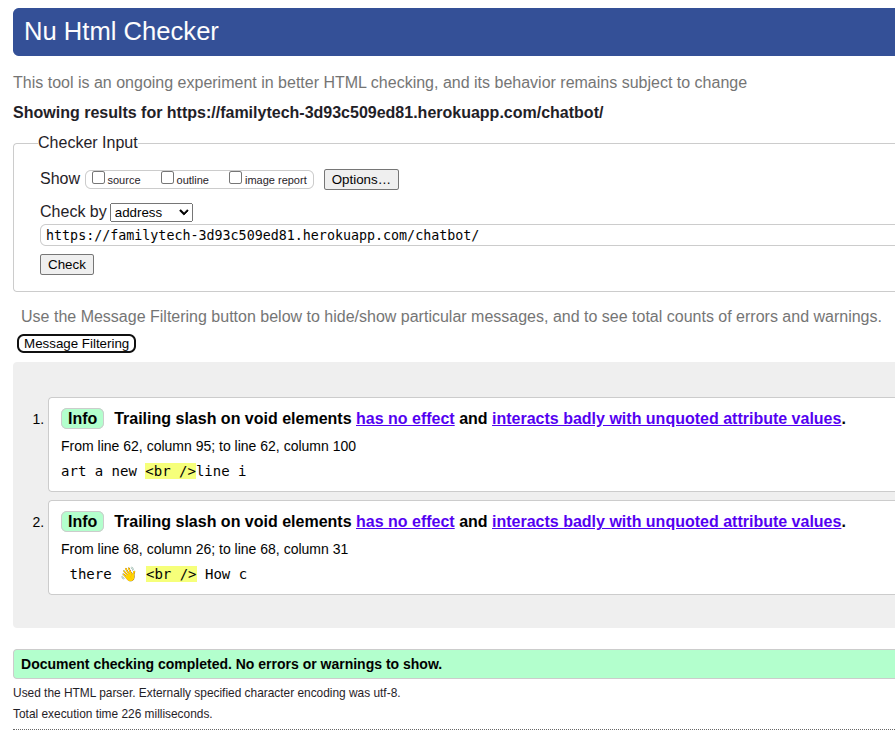 Nu Html Checker
This tool is an ongoing experiment in better HTML checking, and its behavior remains subject to change
Showing results for https://familytech-3d93c509ed81.herokuapp.com/chatbot/
Checker Input
Show source outline image report Options…
Check by address
https://familytech-3d93c509ed81.herokuapp.com/chatbot/
Check
Use the Message Filtering button below to hide/show particular messages, and to see total counts of errors and warnings.
Message Filtering
1. Info Trailing slash on void elements has no effect and interacts badly with unquoted attribute values.
From line 62, column 95; to line 62, column 100
art a new <br />line i
2. Info Trailing slash on void elements has no effect and interacts badly with unquoted attribute values.
From line 68, column 26; to line 68, column 31
there 👋 <br /> How c
Document checking completed. No errors or warnings to show.
Used the HTML parser. Externally specified character encoding was utf-8.
Total execution time 226 milliseconds.